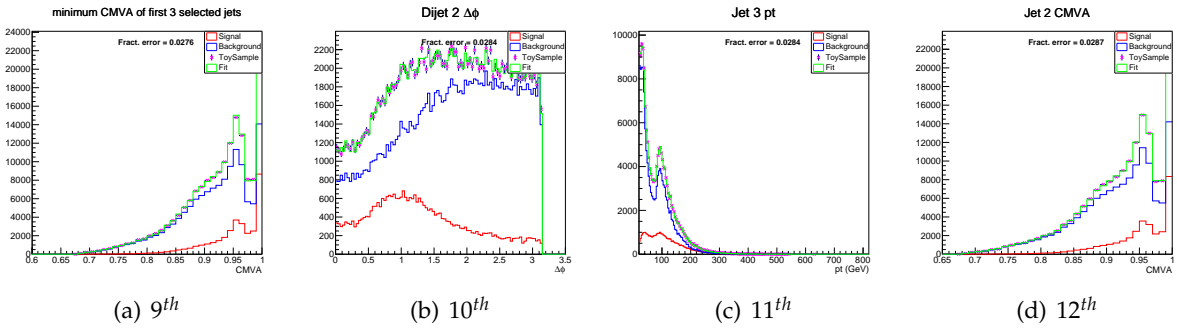 minimum CMVA of first 3 selected jets
Fract. error = 0.0276
Signal
Background
ToySample
Fit
24000
22000
20000
18000
16000
14000
12000
10000
8000
6000
4000
2000
0
0.6 0.65 0.7 0.75 0.8 0.85 0.9 0.95 1
CMVA
(a) 9th
Dijet 2 Δϕ
Fract. error = 0.0284
Signal
Background
ToySample
Fit
2200
2000
1800
1600
1400
1200
1000
800
600
400
200
0
0 0.5 1 1.5 2 2.5 3 3.5
Δϕ
(b) 10th
Jet 3 pt
Fract. error = 0.0284
Signal
Background
ToySample
Fit
10000
8000
6000
4000
2000
0
100 200 300 400 500 600 700 800
pt (GeV)
(c) 11th
Jet 2 CMVA
Fract. error = 0.0287
Signal
Background
ToySample
Fit
22000
20000
18000
16000
14000
12000
10000
8000
6000
4000
2000
0
0.65 0.7 0.75 0.8 0.85 0.9 0.95 1
CMVA
(d) 12th